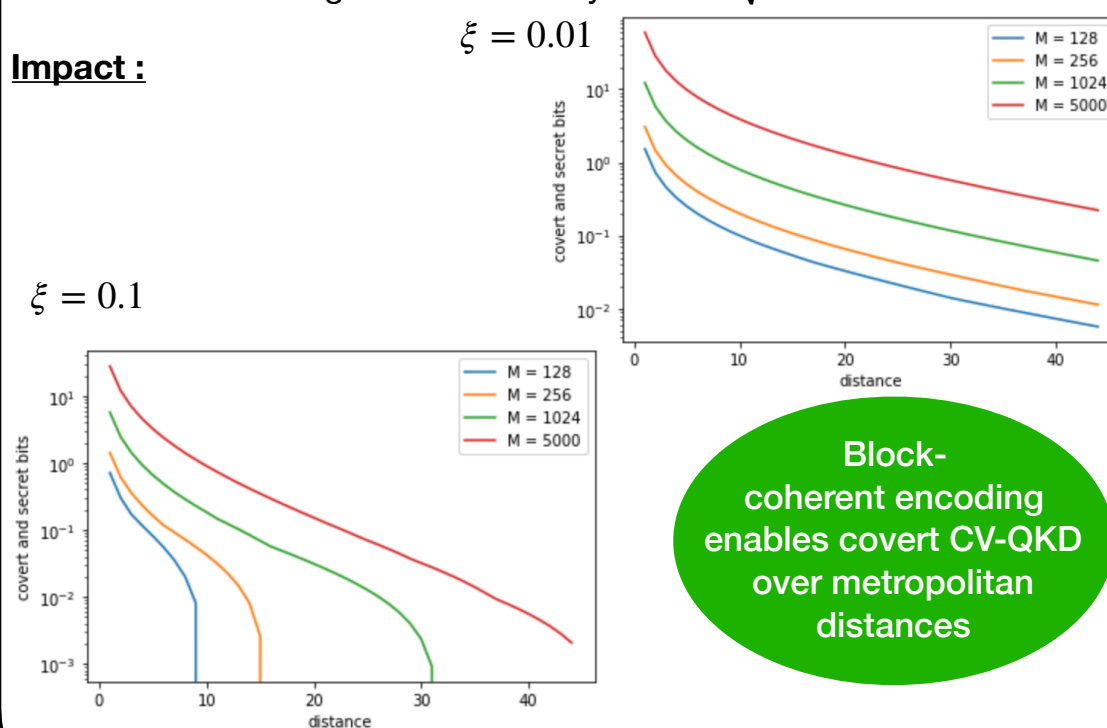 ξ = 0.01
Impact :
M = 128
M = 256
M = 1024
M = 5000
covert and secret bits
10¹
10⁰
10⁻¹
10⁻²
0 10 20 30 40
distance
ξ = 0.1
M = 128
M = 256
M = 1024
M = 5000
covert and secret bits
10¹
10⁰
10⁻¹
10⁻²
10⁻³
0 10 20 30 40
distance
Block-
coherent encoding
enables covert CV-QKD
over metropolitan
distances